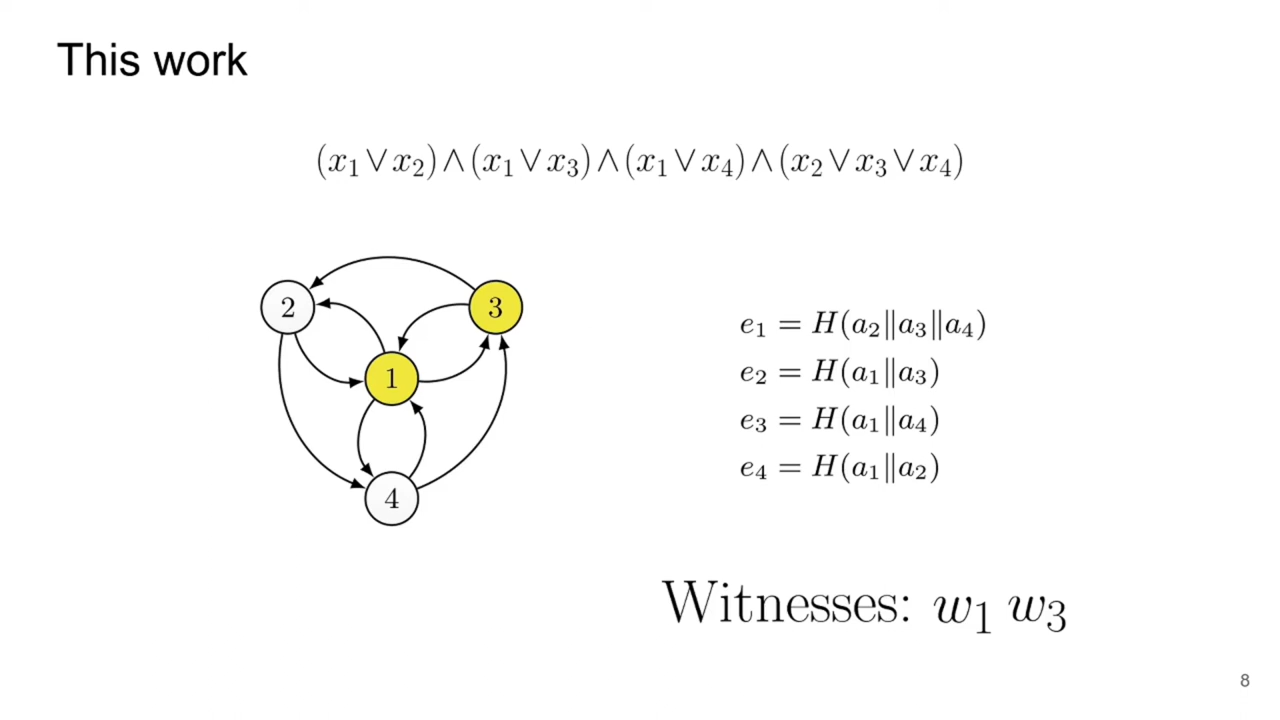 This work
(x₁ ∨ x₂) ∧ (x₁ ∨ x₃) ∧ (x₁ ∨ x₄) ∧ (x₂ ∨ x₃ ∨ x₄)
2
3
1
4
e₁ = H(a₂‖a₃‖a₄)
e₂ = H(a₁‖a₃)
e₃ = H(a₁‖a₄)
e₄ = H(a₁‖a₂)
Witnesses: w₁ w₃
8